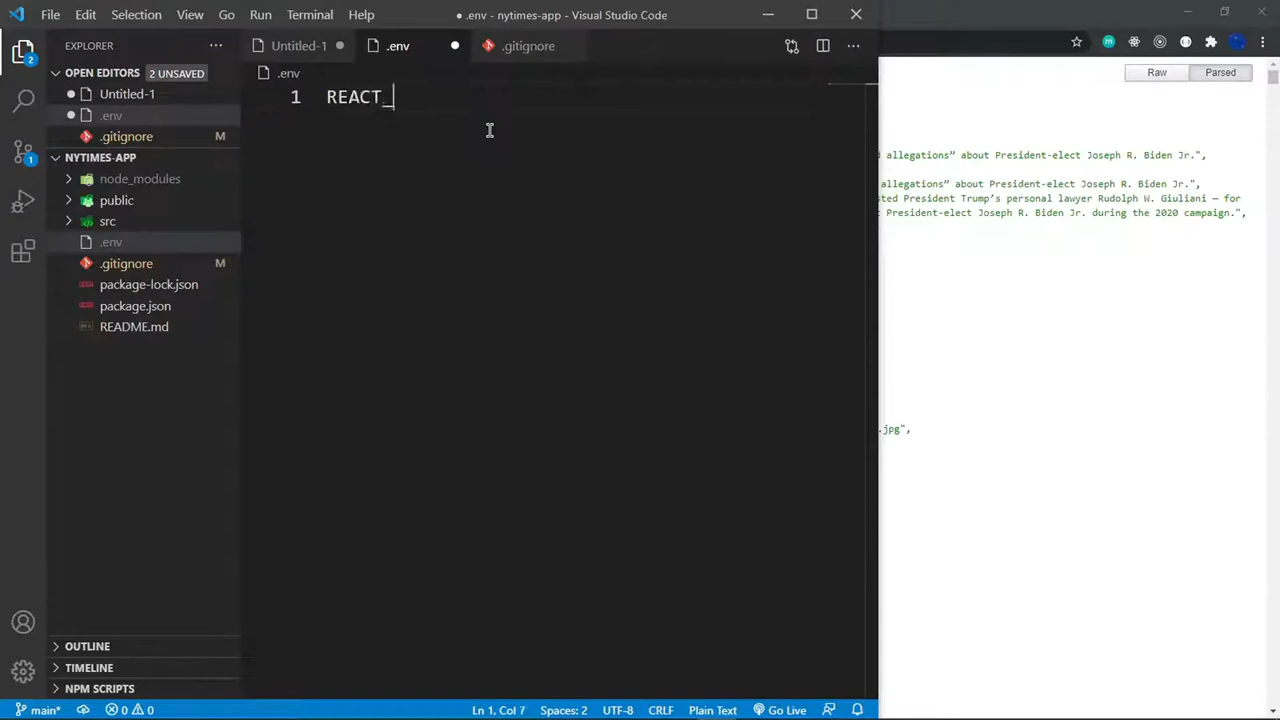 File Edit Selection View Go Run Terminal Help
● .env - nytimes-app - Visual Studio Code
EXPLORER
Untitled-1
.env
.gitignore
OPEN EDITORS 2 UNSAVED
Untitled-1
.env
.gitignore M
NYTIMES-APP
node_modules
public
src
.env
.gitignore M
package-lock.json
package.json
README.md
OUTLINE
TIMELINE
NPM SCRIPTS
.env
1 REACT_
2
1
Raw Parsed
allegations” about President-elect Joseph R. Biden Jr.",
allegations” about President-elect Joseph R. Biden Jr.",
sted President Trump’s personal lawyer Rudolph W. Giuliani — for
President-elect Joseph R. Biden Jr. during the 2020 campaign.",
.jpg",
main* 0 0 Ln 1, Col 7 Spaces: 2 UTF-8 CRLF Plain Text Go Live